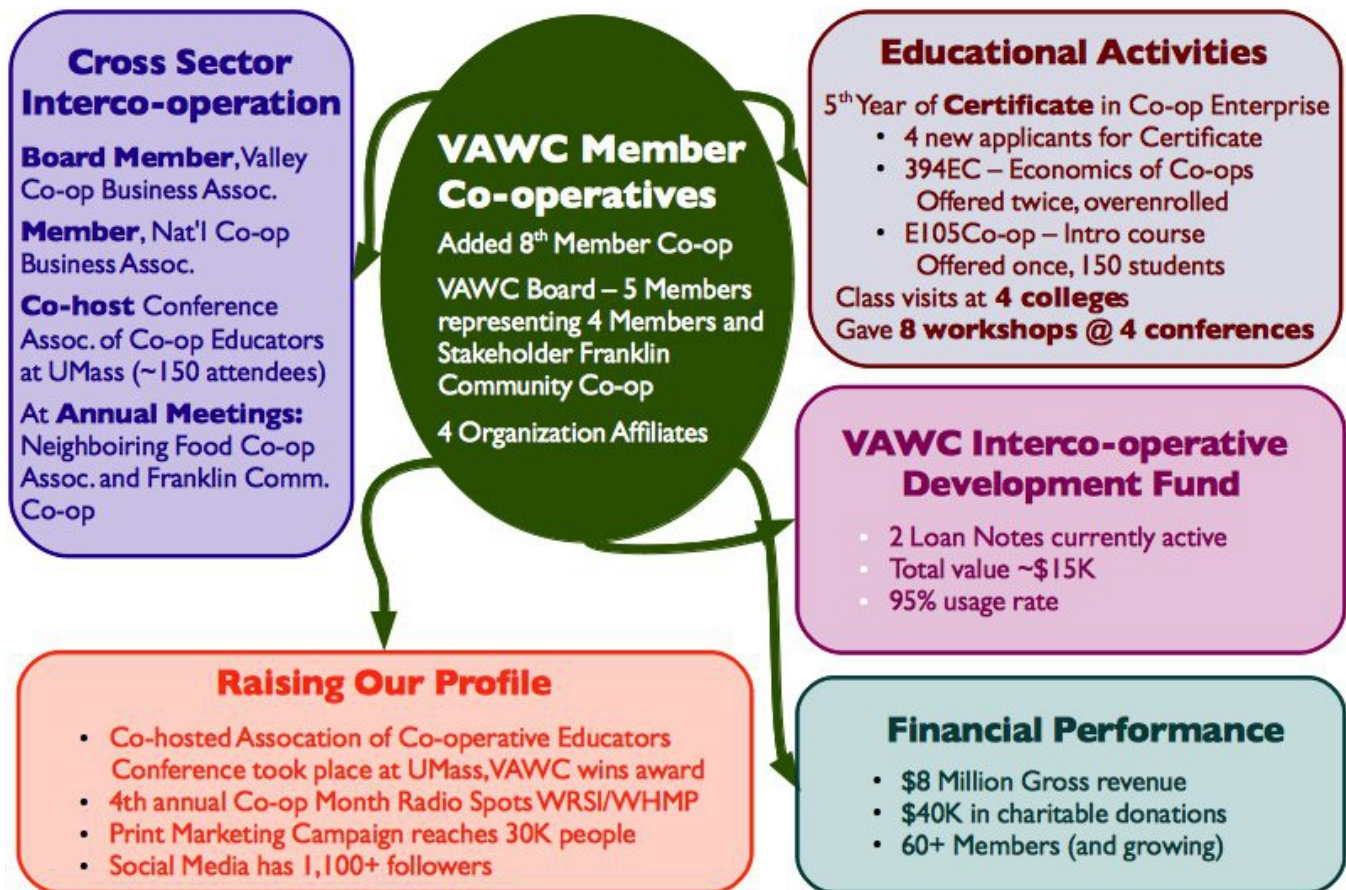 Cross Sector
Interco-operation
Board Member, Valley
Co-op Business Assoc.
Member, Nat'l Co-op
Business Assoc.
Co-host Conference
Assoc. of Co-op Educators
at UMass (~150 attendees)
At Annual Meetings:
Neighboiring Food Co-op
Assoc. and Franklin Comm.
Co-op
VAWC Member
Co-operatives
Added 8th Member Co-op
VAWC Board – 5 Members
representing 4 Members and
Stakeholder Franklin
Community Co-op
4 Organization Affiliates
Educational Activities
5th Year of Certificate in Co-op Enterprise
• 4 new applicants for Certificate
• 394EC – Economics of Co-ops
Offered twice, overenrolled
• E105Co-op – Intro course
Offered once, 150 students
Class visits at 4 colleges
Gave 8 workshops @ 4 conferences
VAWC Interco-operative
Development Fund
• 2 Loan Notes currently active
• Total value ~$15K
• 95% usage rate
Raising Our Profile
• Co-hosted Assocation of Co-operative Educators
Conference took place at UMass, VAWC wins award
• 4th annual Co-op Month Radio Spots WRSI/WHMP
• Print Marketing Campaign reaches 30K people
• Social Media has 1,100+ followers
Financial Performance
• $8 Million Gross revenue
• $40K in charitable donations
• 60+ Members (and growing)